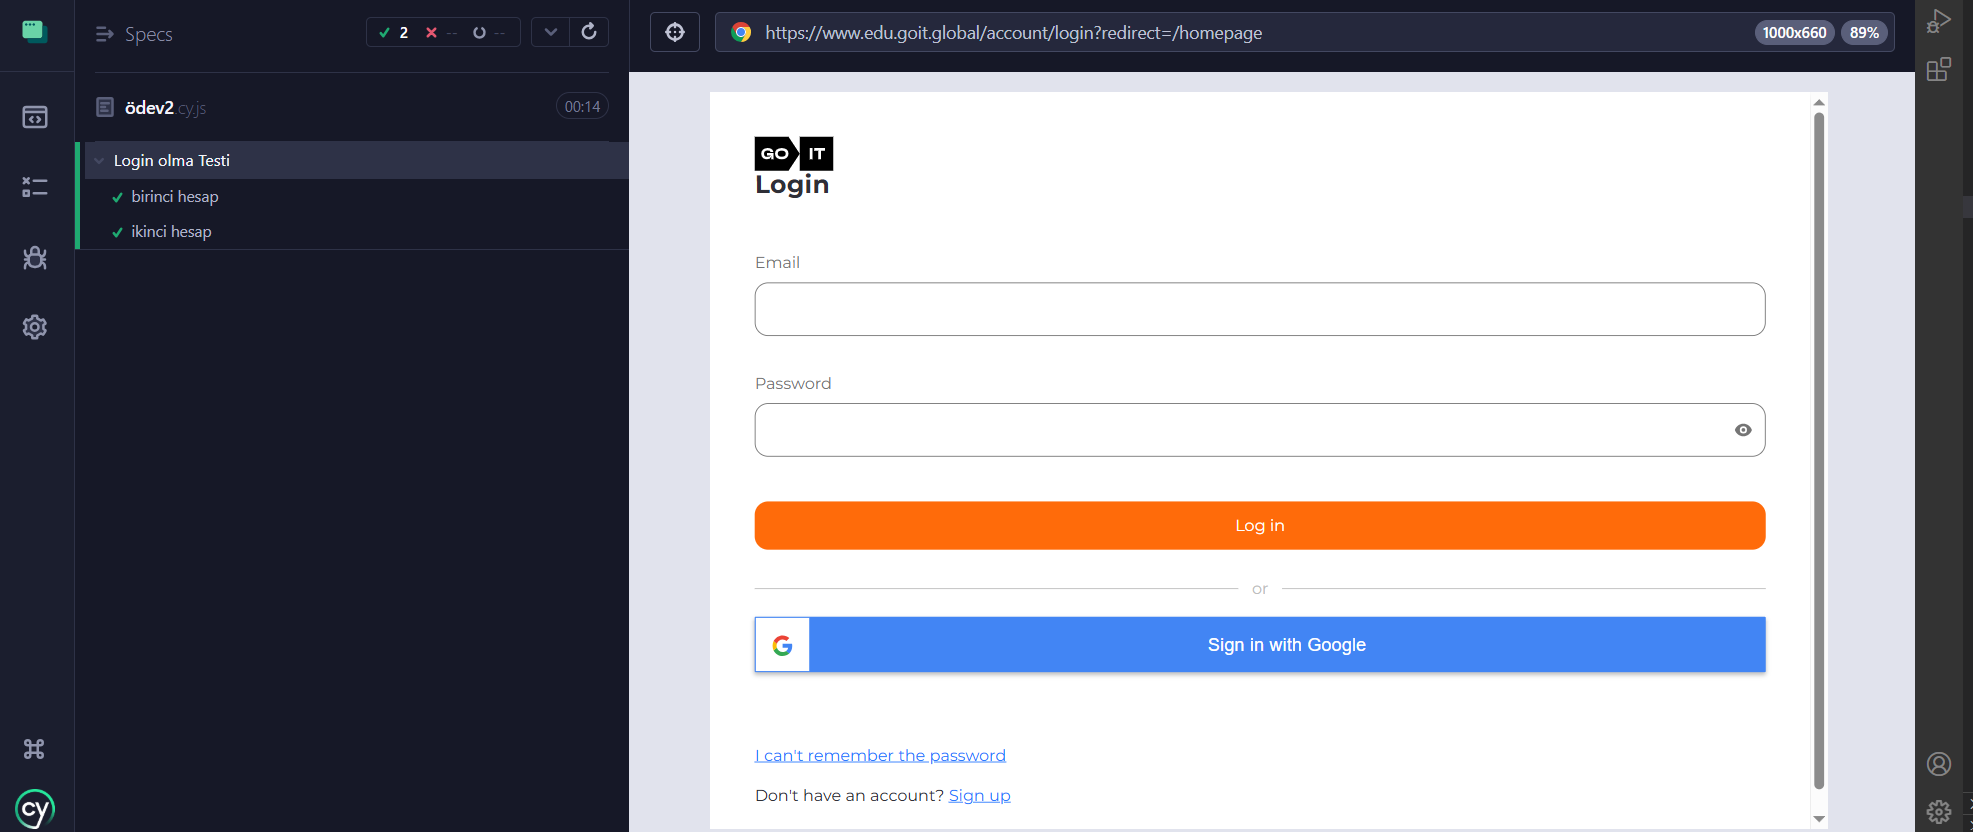 Specs
2 -- --
ödev2.cy.js
00:14
Login olma Testi
birinci hesap
ikinci hesap
cy
https://www.edu.goit.global/account/login?redirect=/homepage
1000x660
89%
GO IT
Login
Email
Password
Log in
or
Sign in with Google
I can't remember the password
Don't have an account? Sign up